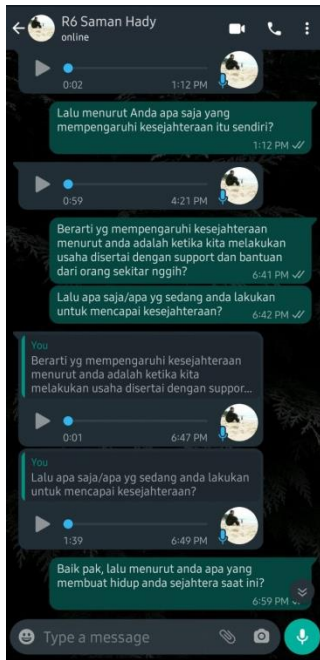 R6 Saman Hady
online
0:02 1:12 PM
Lalu menurut Anda apa saja yang
mempengaruhi kesejahteraan itu sendiri?
1:12 PM
0:59 4:21 PM
Berarti yg mempengaruhi kesejahteraan
menurut anda adalah ketika kita melakukan
usaha disertai dengan support dan bantuan
dari orang sekitar nggih?
6:41 PM
Lalu apa saja/apa yg sedang anda lakukan
untuk mencapai kesejahteraan?
6:42 PM
You
Berarti yg mempengaruhi kesejahteraan
menurut anda adalah ketika kita
melakukan usaha disertai dengan suppor...
0:01 6:47 PM
You
Lalu apa saja/apa yg sedang anda lakukan
untuk mencapai kesejahteraan?
1:39 6:49 PM
Baik pak, lalu menurut anda apa yang
membuat hidup anda sejahtera saat ini?
6:59 PM
Type a message